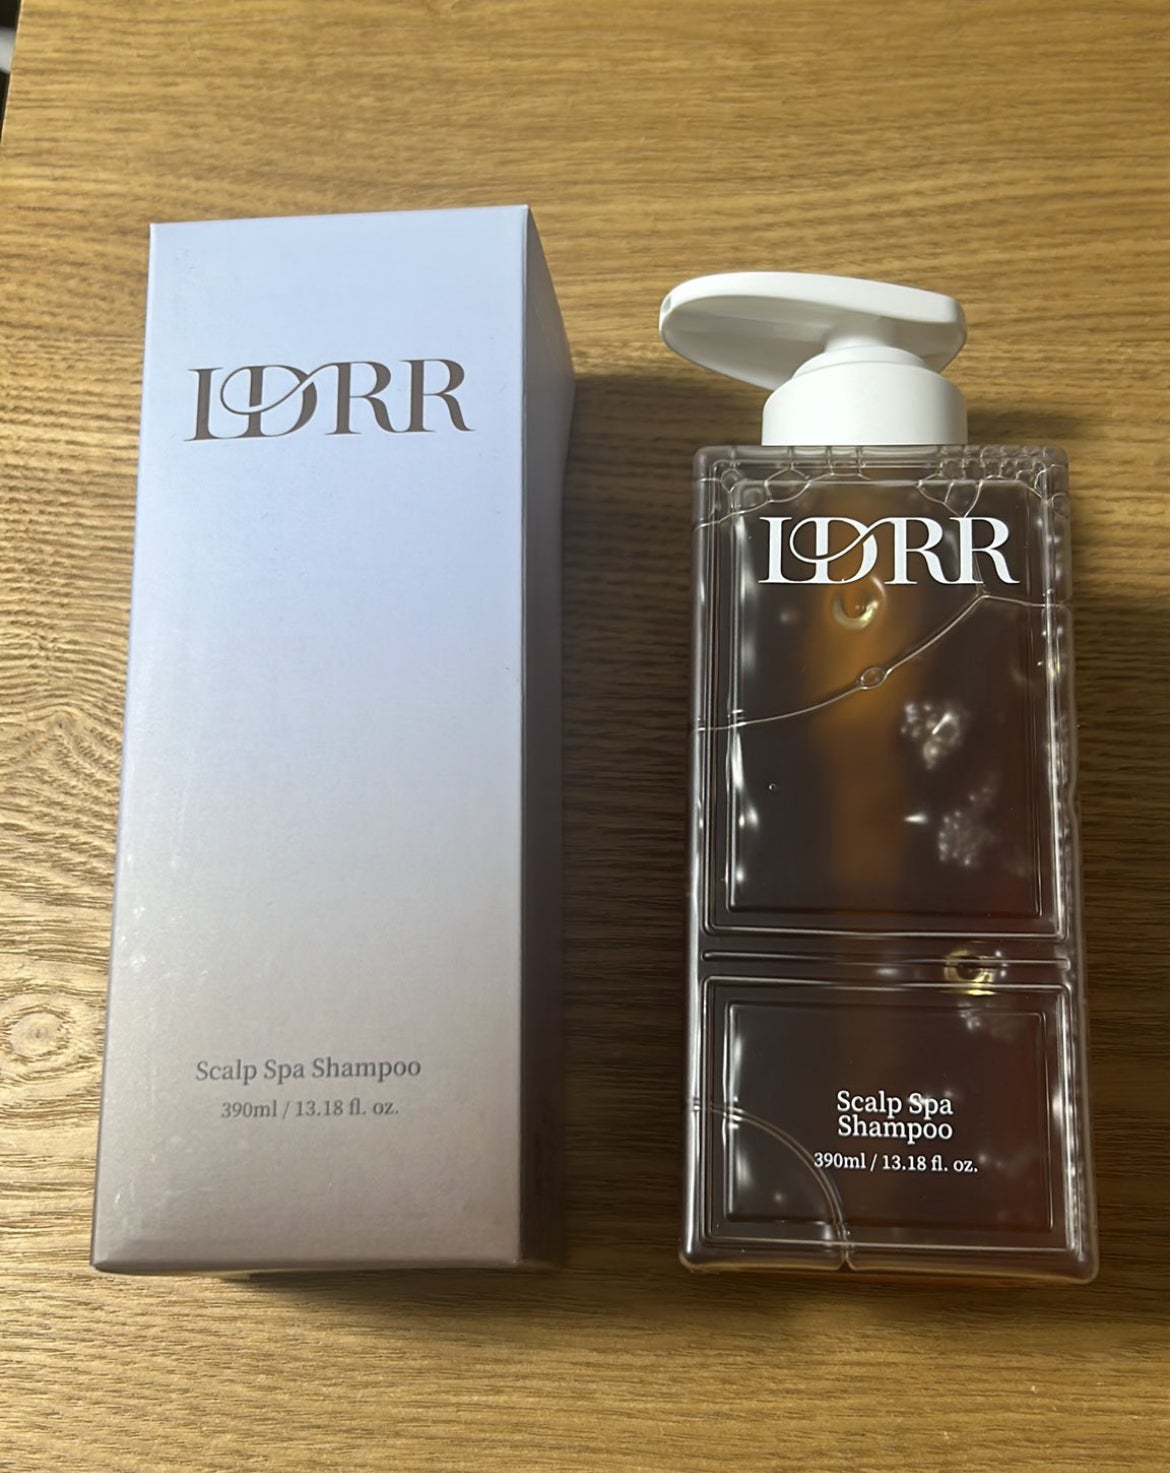 LDRR
Scalp Spa Shampoo
390ml / 13.18 fl. oz.
LDRR
Scalp Spa
Shampoo
390ml / 13.18 fl. oz.